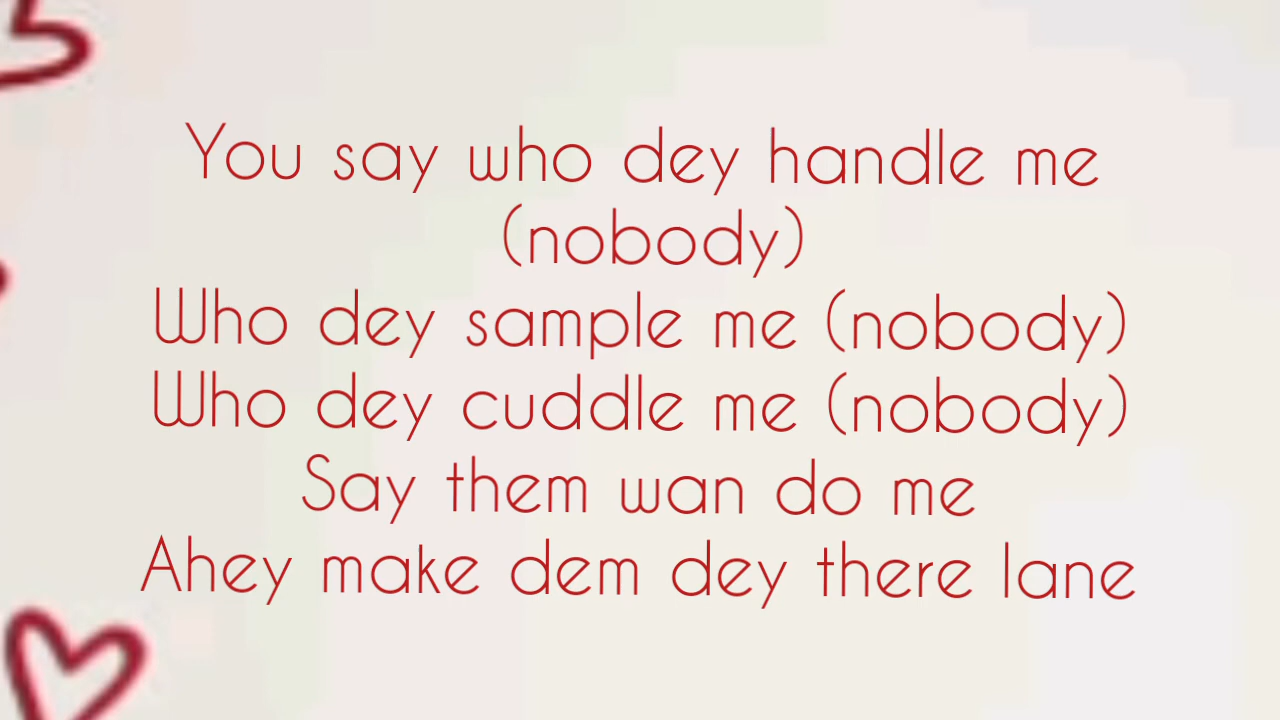 You say who dey handle me
(nobody)
Who dey sample me (nobody)
Who dey cuddle me (nobody)
Say them wan do me
Ahey make dem dey there lane